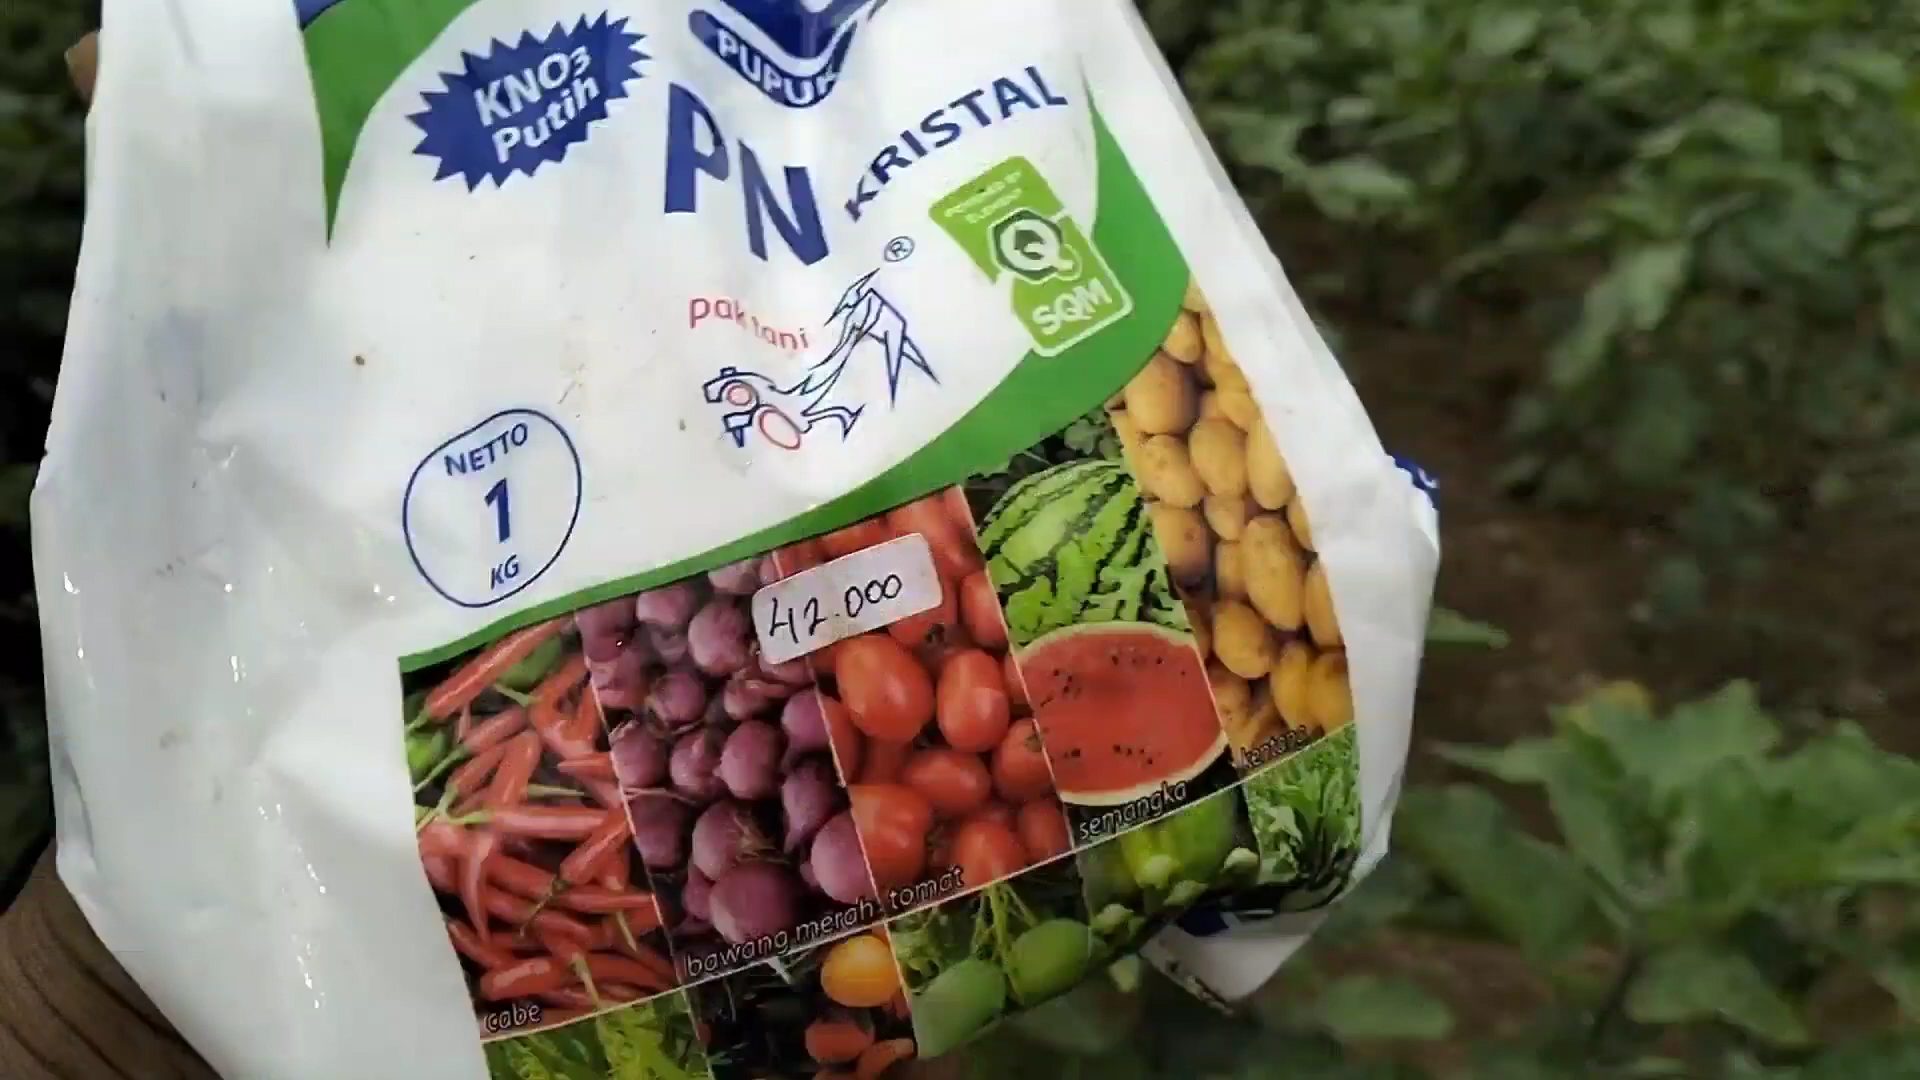 KNO3
Putih
PUPUK
PN
KRISTAL
SQM
®
pak tani
NETTO
1
KG
42.000
cabe
bawang merah
tomat
semangka
kentang